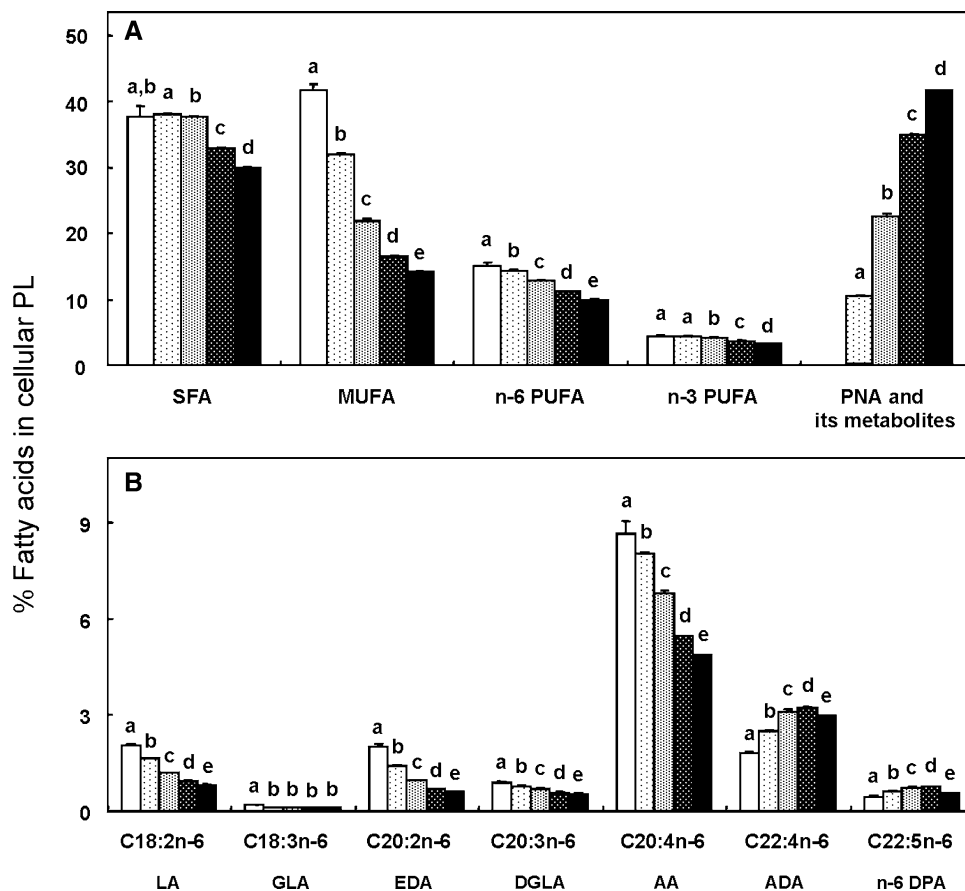 % Fatty acids in cellular PL
A
50
40
30
20
10
0
a,b a b c d
a b c d e
a b c d e
a a b c d
a b c d
SFA MUFA n-6 PUFA n-3 PUFA PNA and
its metabolites
B
9
6
3
0
a b c d e
a b b b b
a b c d e
a b c d e
a b c d e
a b c d e
a b c d e
C18:2n-6 C18:3n-6 C20:2n-6 C20:3n-6 C20:4n-6 C22:4n-6 C22:5n-6
LA GLA EDA DGLA AA ADA n-6 DPA